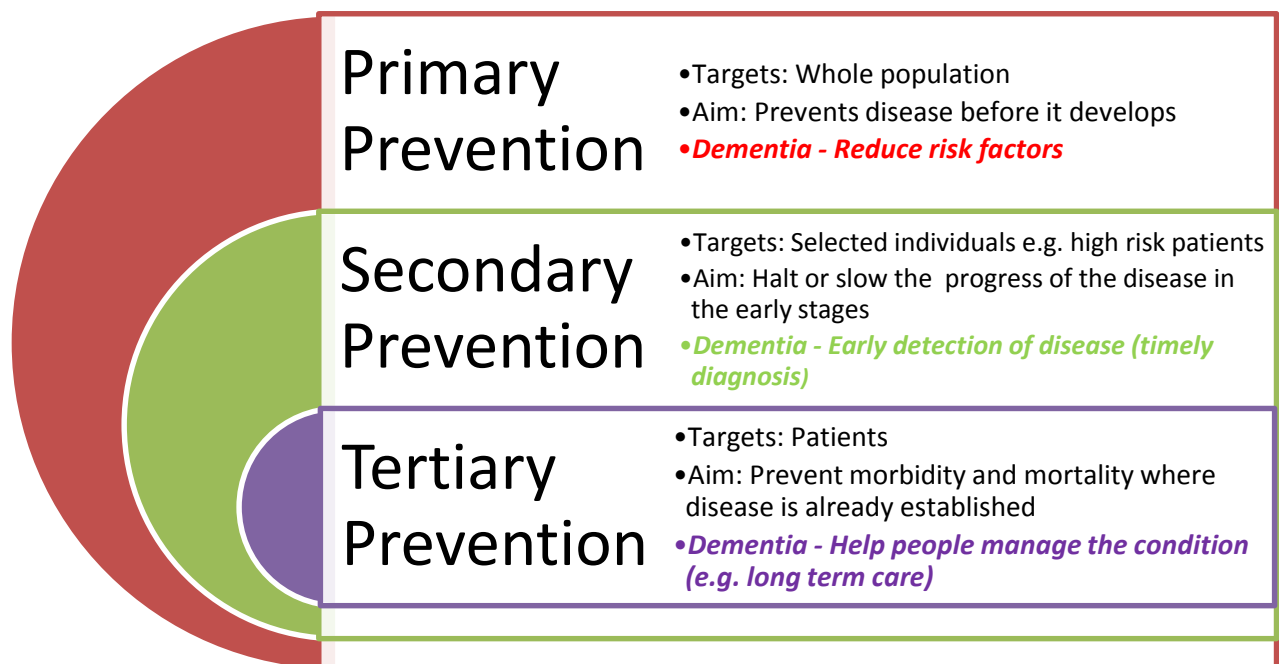 Primary
Prevention
•Targets: Whole population
•Aim: Prevents disease before it develops
•Dementia - Reduce risk factors
Secondary
Prevention
•Targets: Selected individuals e.g. high risk patients
•Aim: Halt or slow the  progress of the disease in
the early stages
•Dementia - Early detection of disease (timely
diagnosis)
Tertiary
Prevention
•Targets: Patients
•Aim: Prevent morbidity and mortality where
disease is already established
•Dementia - Help people manage the condition
(e.g. long term care)